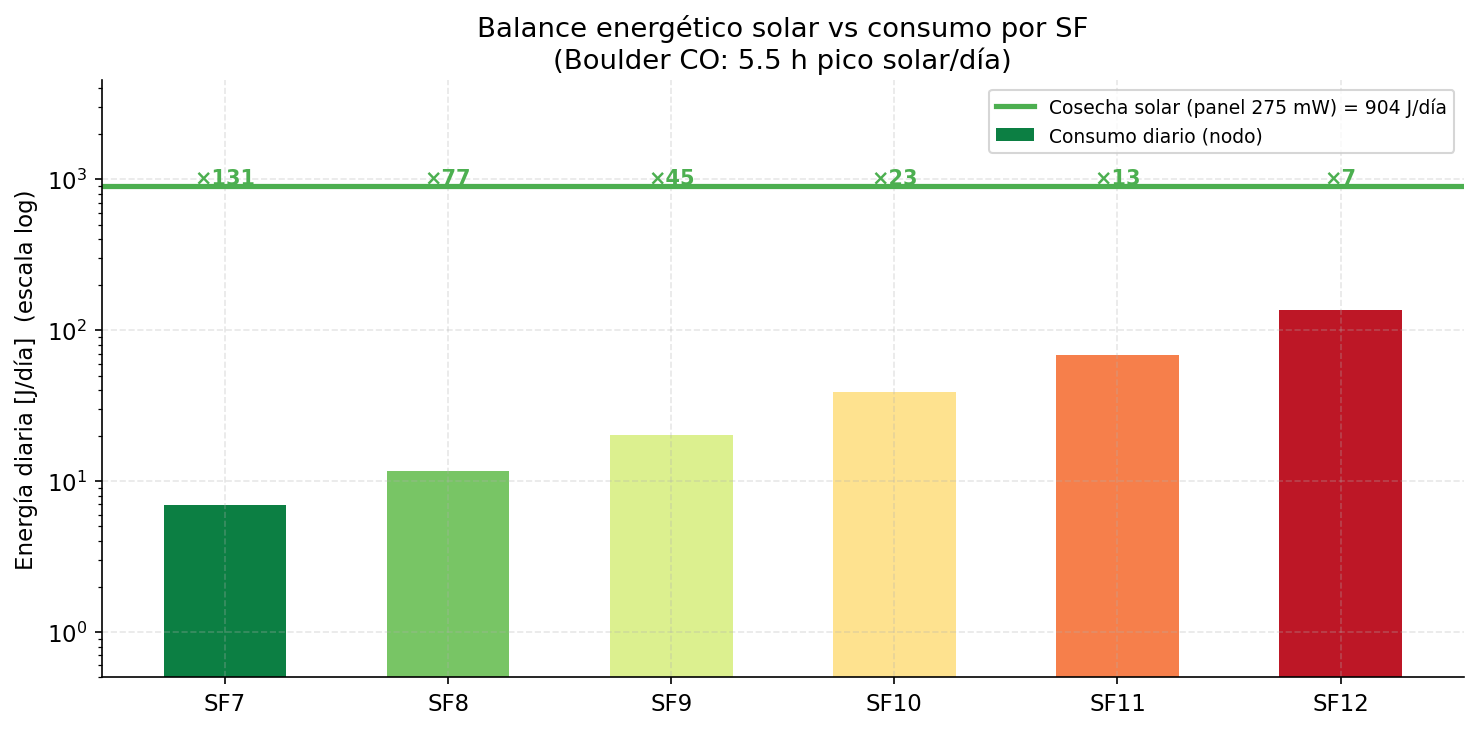 Balance energético solar vs consumo por SF
(Boulder CO: 5.5 h pico solar/día)
Cosecha solar (panel 275 mW) = 904 J/día
Consumo diario (nodo)
Energía diaria [J/día]  (escala log)
10³
10²
10¹
10⁰
×131 ×77 ×45 ×23 ×13 ×7
SF7 SF8 SF9 SF10 SF11 SF12